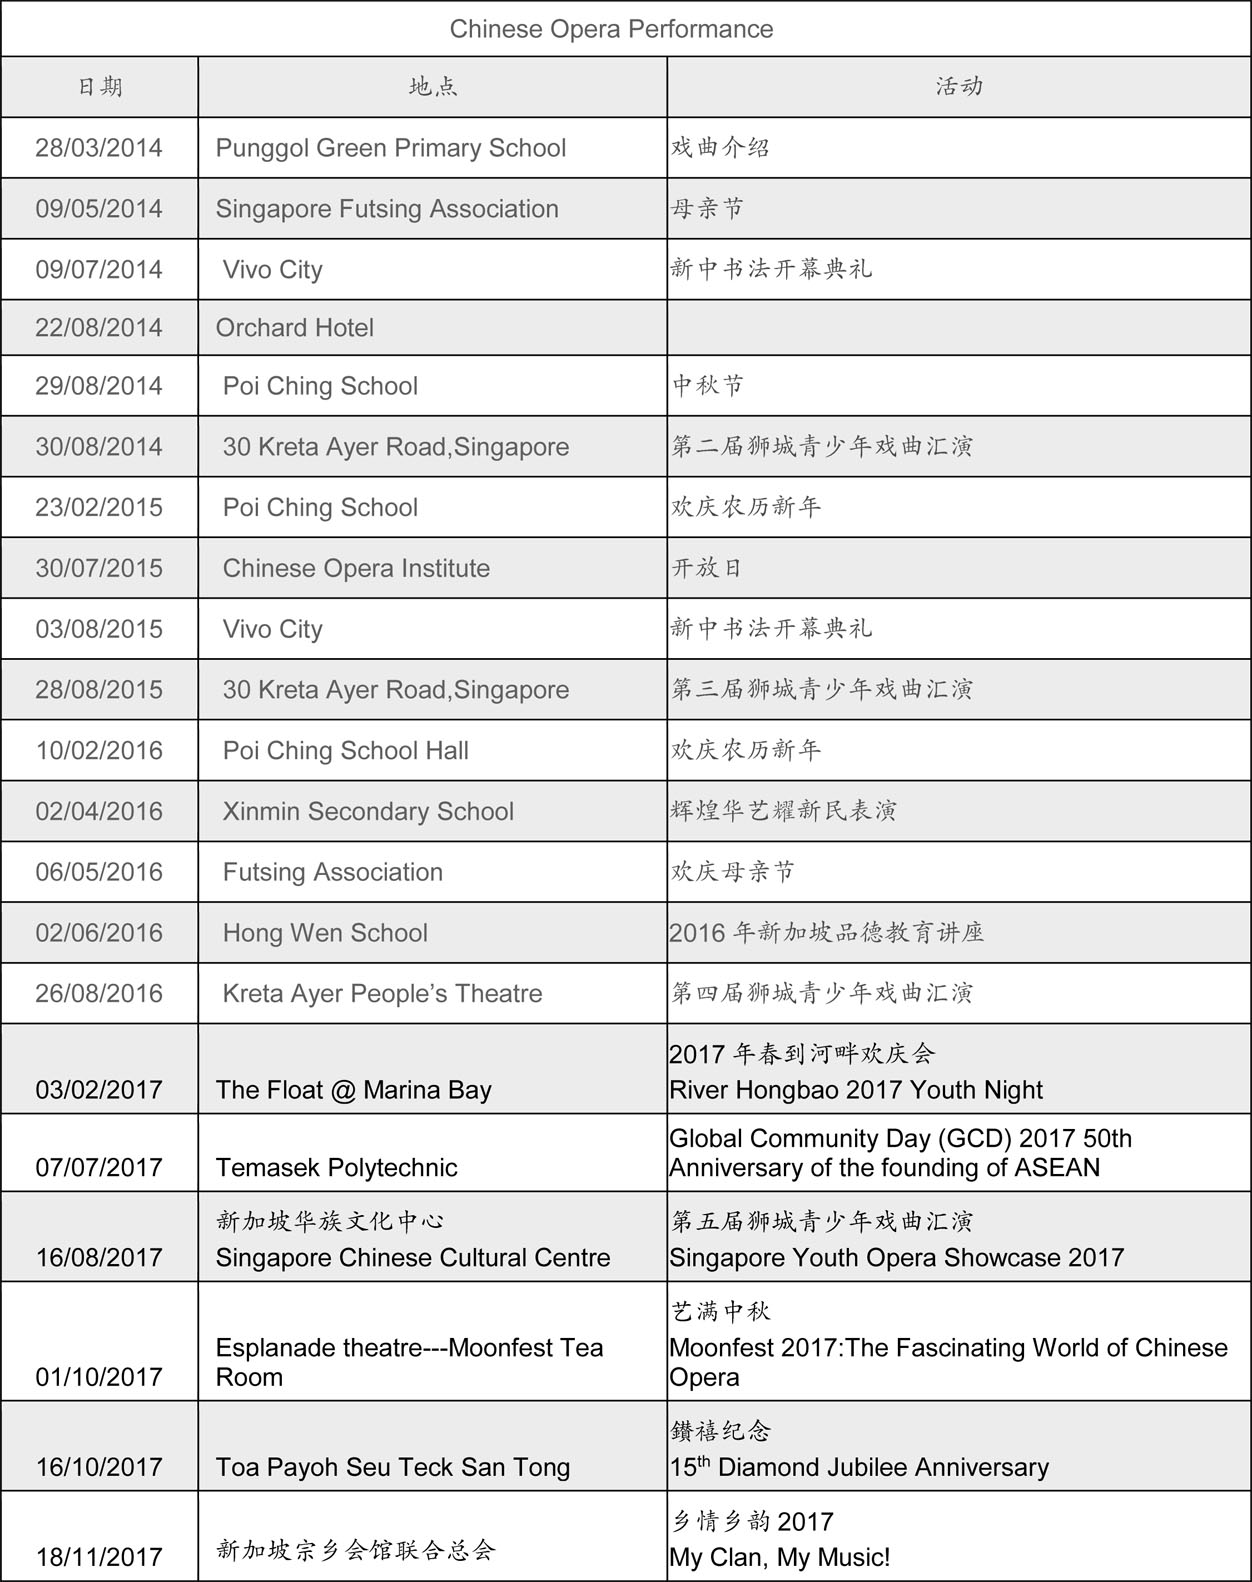 Chinese Opera Performance
日期 地点 活动
28/03/2014 Punggol Green Primary School 戏曲介绍
09/05/2014 Singapore Futsing Association 母亲节
09/07/2014 Vivo City 新中书法开幕典礼
22/08/2014 Orchard Hotel
29/08/2014 Poi Ching School 中秋节
30/08/2014 30 Kreta Ayer Road,Singapore 第二届狮城青少年戏曲汇演
23/02/2015 Poi Ching School 欢庆农历新年
30/07/2015 Chinese Opera Institute 开放日
03/08/2015 Vivo City 新中书法开幕典礼
28/08/2015 30 Kreta Ayer Road,Singapore 第三届狮城青少年戏曲汇演
10/02/2016 Poi Ching School Hall 欢庆农历新年
02/04/2016 Xinmin Secondary School 辉煌华艺耀新民表演
06/05/2016 Futsing Association 欢庆母亲节
02/06/2016 Hong Wen School 2016 年新加坡品德教育讲座
26/08/2016 Kreta Ayer People’s Theatre 第四届狮城青少年戏曲汇演
2017 年春到河畔欢庆会
03/02/2017 The Float @ Marina Bay River Hongbao 2017 Youth Night
Global Community Day (GCD) 2017 50th
07/07/2017 Temasek Polytechnic Anniversary of the founding of ASEAN
新加坡华族文化中心 第五届狮城青少年戏曲汇演
16/08/2017 Singapore Chinese Cultural Centre Singapore Youth Opera Showcase 2017
艺满中秋
Esplanade theatre---Moonfest Tea Moonfest 2017:The Fascinating World of Chinese
01/10/2017 Room Opera
鑽禧纪念
16/10/2017 Toa Payoh Seu Teck San Tong 15th Diamond Jubilee Anniversary
乡情乡韵 2017
18/11/2017 新加坡宗乡会馆联合总会 My Clan, My Music!